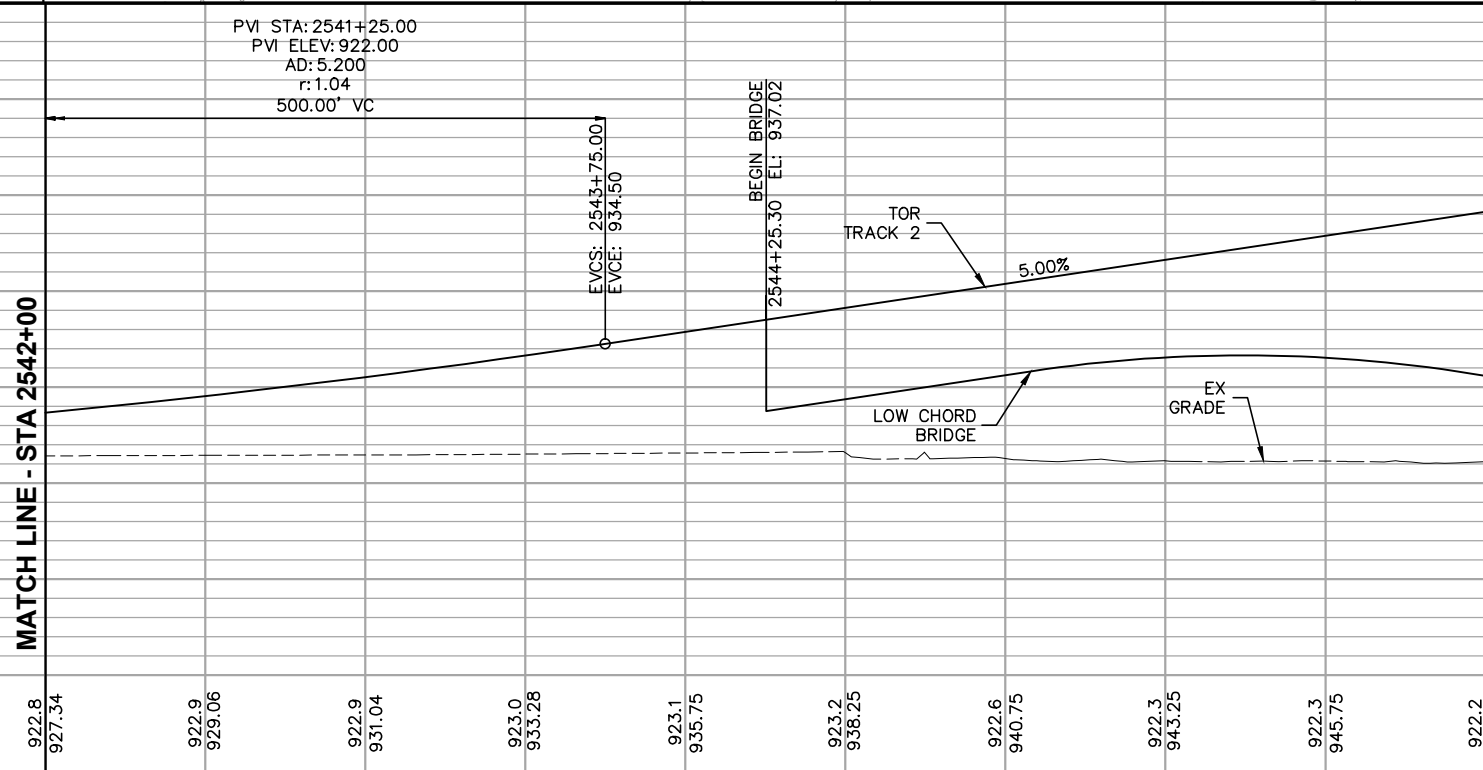 PVI STA: 2541+25.00
PVI ELEV: 922.00
AD: 5.200
r: 1.04
500.00' VC
EVCS: 2543+75.00
EVCE: 934.50
BEGIN BRIDGE
2544+25.30 EL: 937.02
TOR
TRACK 2
5.00%
LOW CHORD
BRIDGE
EX
GRADE
MATCH LINE - STA 2542+00
922.8
927.34
922.9
929.06
922.9
931.04
923.0
933.28
923.1
935.75
923.2
938.25
922.6
940.75
922.3
943.25
922.3
945.75
922.2